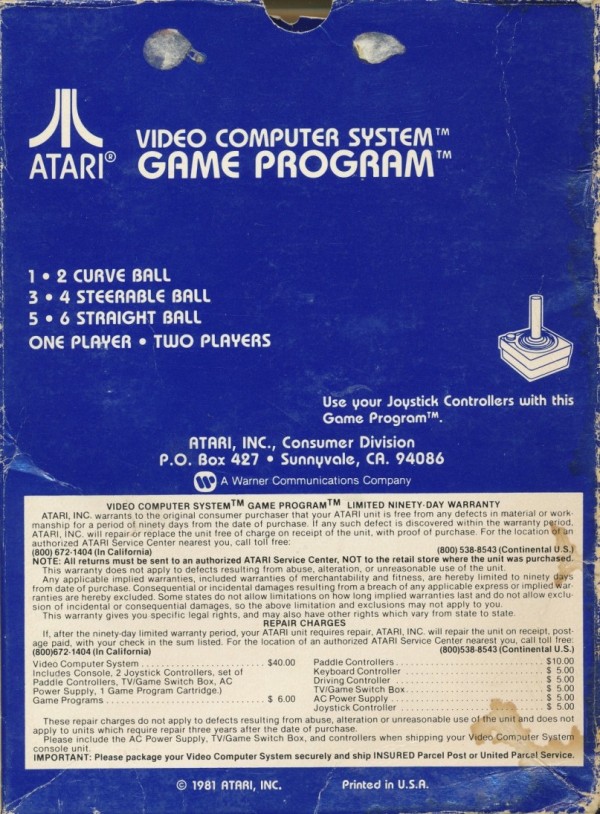 ATARI®
VIDEO COMPUTER SYSTEM™
GAME PROGRAM™
1 • 2 CURVE BALL
3 • 4 STEERABLE BALL
5 • 6 STRAIGHT BALL
ONE PLAYER • TWO PLAYERS
Use your Joystick Controllers with this
Game Program™.
ATARI, INC., Consumer Division
P.O. Box 427 • Sunnyvale, CA. 94086
A Warner Communications Company
VIDEO COMPUTER SYSTEM™ GAME PROGRAM™ LIMITED NINETY-DAY WARRANTY
ATARI, INC. warrants to the original consumer purchaser that your ATARI unit is free from any defects in material or work-
manship for a period of ninety days from the date of purchase. If any such defect is discovered within the warranty period,
ATARI, INC. will repair or replace the unit free of charge on receipt of the unit, with proof of purchase. For the location of
authorized ATARI Service Center nearest you, call toll free:
(800) 672-1404 (In California) (800) 538-8543 (Continental U.S.)
NOTE: All returns must be sent to an authorized ATARI Service Center, NOT to the retail store where the unit was purchased.
This warranty does not apply to defects resulting from abuse, alteration, or unreasonable use of the unit.
Any applicable implied warranties, included warranties of merchantability and fitness, are hereby limited to ninety days
from date of purchase. Consequential or incidental damages resulting from a breach of any applicable express or implied war-
ranties are hereby excluded. Some states do not allow limitations on how long implied warranties last and do not allow exclu-
sion of incidental or consequential damages, so the above limitation and exclusions may not apply to you.
This warranty gives you specific legal rights, and may also have other rights which vary from state to state.
REPAIR CHARGES
If, after the ninety-day limited warranty period, your ATARI unit requires repair, ATARI, INC. will repair the unit on receipt, post-
age paid, with your check in the sum listed. For the location of an authorized ATARI Service Center nearest you, call toll free:
(800)672-1404 (In California) (800)538-8543 (Continental U.S.)
Video Computer System . . . . . . . . . . . . . . . . . . . . $40.00
Includes Console, 2 Joystick Controllers, set of
Paddle Controllers, TV/Game Switch Box, AC
Power Supply, 1 Game Program Cartridge.)
Game Programs . . . . . . . . . . . . . . . . . . . . . . . . . . $ 6.00
Paddle Controllers . . . . . . . . . . . . . . . . . . . . . . . . $10.00
Keyboard Controller . . . . . . . . . . . . . . . . . . . . . . . $ 5.00
Driving Controller . . . . . . . . . . . . . . . . . . . . . . . . . $ 5.00
TV/Game Switch Box . . . . . . . . . . . . . . . . . . . . . . . $ 5.00
AC Power Supply . . . . . . . . . . . . . . . . . . . . . . . . . . $ 5.00
Joystick Controller . . . . . . . . . . . . . . . . . . . . . . . . $ 5.00
These repair charges do not apply to defects resulting from abuse, alteration or unreasonable use of the unit and does not
apply to units which require repair three years after the date of purchase.
Please include the AC Power Supply, TV/Game Switch Box, and controllers when shipping your Video Computer System
console unit.
IMPORTANT: Please package your Video Computer System securely and ship INSURED Parcel Post or United Parcel Service.
© 1981 ATARI, INC. Printed in U.S.A.